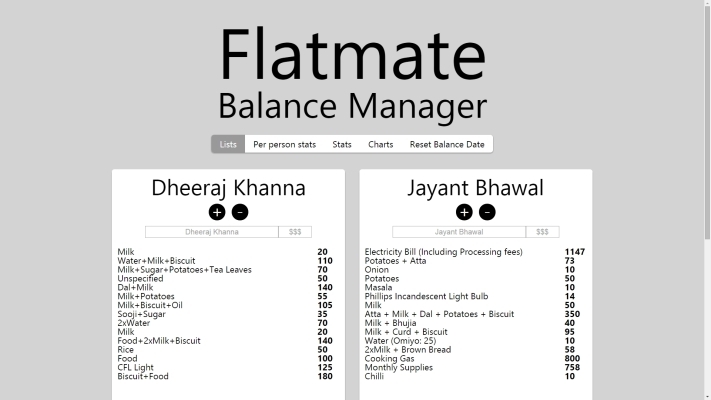 Flatmate
Balance Manager
Lists Per person stats Stats Charts Reset Balance Date
Dheeraj Khanna
+ -
Dheeraj Khanna $$$
Milk 20
Water+Milk+Biscuit 110
Milk+Sugar+Potatoes+Tea Leaves 70
Unspecified 50
Dal+Milk 140
Milk+Potatoes 55
Milk+Biscuit+Oil 105
Sooji+Sugar 35
2xWater 70
Milk 20
Food+2xMilk+Biscuit 140
Rice 50
Food 100
CFL Light 125
Biscuit+Food 180
Jayant Bhawal
+ -
Jayant Bhawal $$$
Electricity Bill (Including Processing fees) 1147
Potatoes + Atta 73
Onion 10
Potatoes 50
Masala 10
Phillips Incandescent Light Bulb 14
Milk 50
Atta + Milk + Dal + Potatoes + Biscuit 350
Milk + Bhujia 40
Milk + Curd + Biscuit 95
Water (Omiyo: 25) 10
2xMilk + Brown Bread 58
Cooking Gas 800
Monthly Supplies 758
Chilli 10